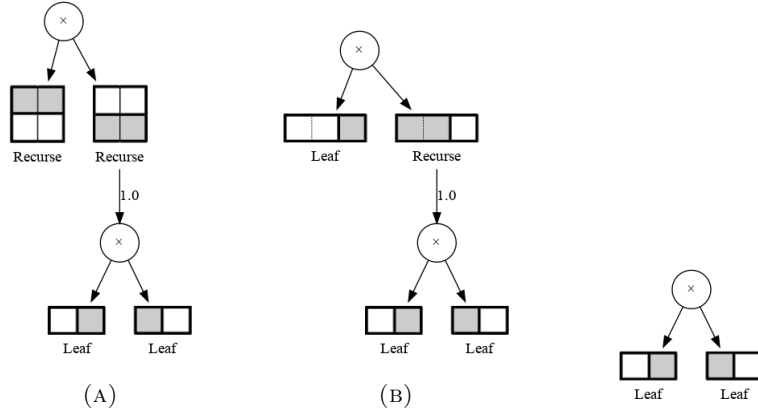 ×
×
Recurse Recurse
Leaf Recurse
1.0
1.0
×
×
×
Leaf Leaf
Leaf Leaf
Leaf Leaf
(A)
(B)